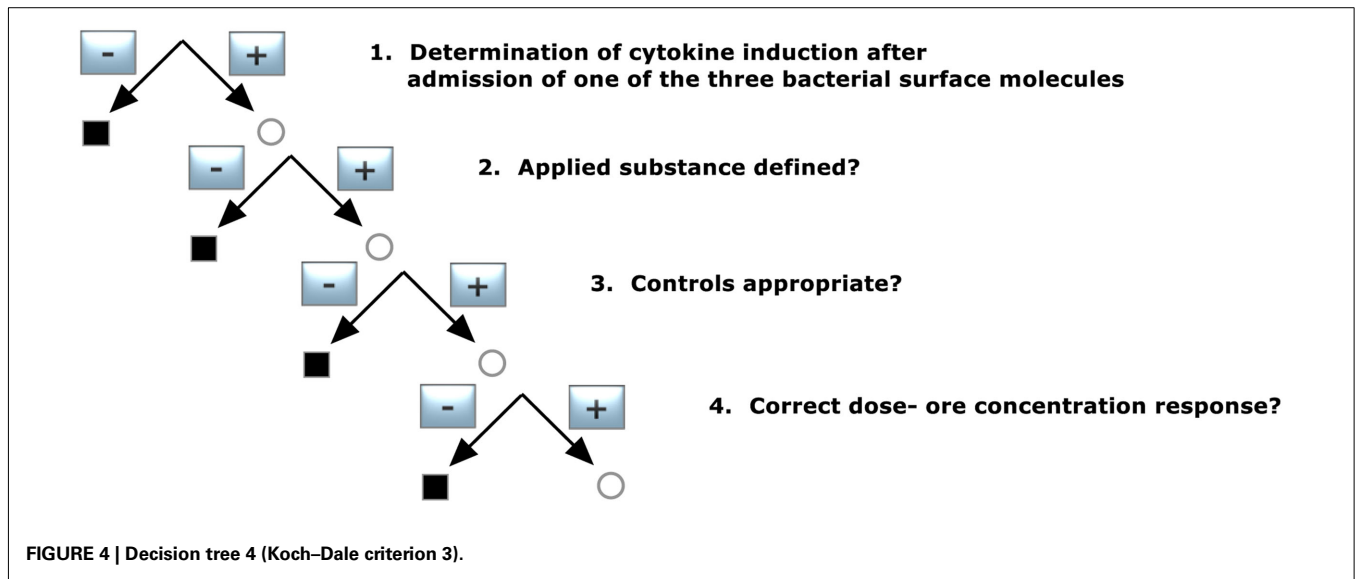 - +
1. Determination of cytokine induction after
admission of one of the three bacterial surface molecules
- +
2. Applied substance defined?
- +
3. Controls appropriate?
- +
4. Correct dose- ore concentration response?
FIGURE 4 | Decision tree 4 (Koch–Dale criterion 3).